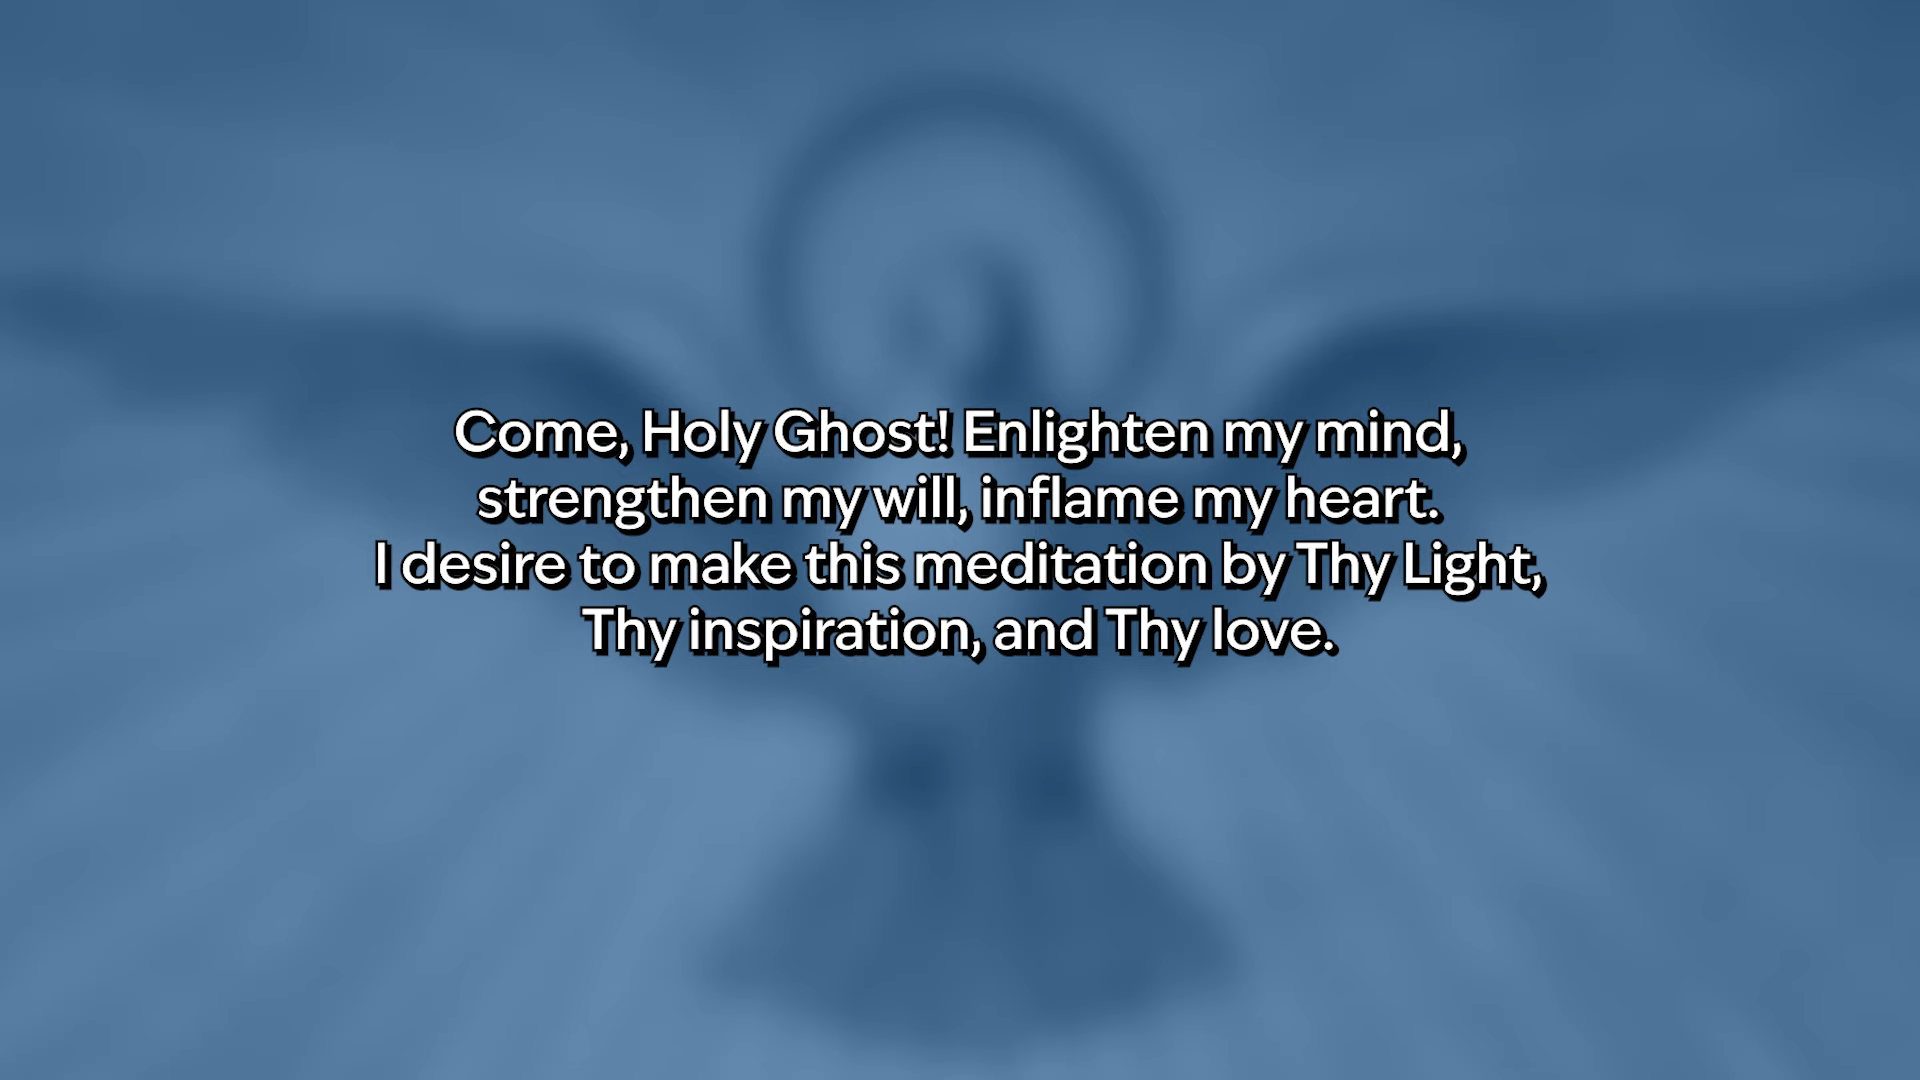 Come, Holy Ghost! Enlighten my mind,
strengthen my will, inflame my heart.
I desire to make this meditation by Thy Light,
Thy inspiration, and Thy love.